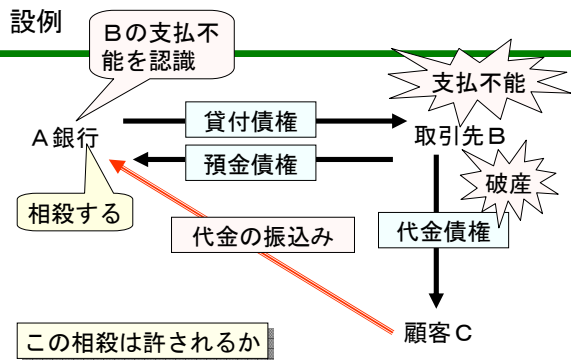 設例
Ｂの支払不
能を認識
支払不能
Ａ銀行
貸付債権
取引先Ｂ
預金債権
破産
相殺する
代金の振込み
代金債権
顧客Ｃ
この相殺は許されるか